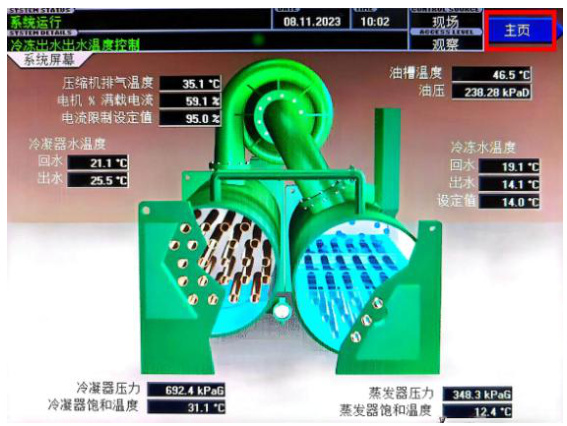 SYSTEM STATUS
系统运行
SYSTEM DETAILS
冷冻出水出水温度控制
DATE
08.11.2023
TIME
10:02
CONTROL SOURCE
现场
ACCESS LEVEL
观察
主页
系统屏幕
压缩机排气温度 35.1 °C
电机 % 满载电流 59.1 %
电流限制设定值 95.0 %
油槽温度 46.5 °C
油压 238.28 kPaD
冷凝器水温度
回水 21.1 °C
出水 25.5 °C
冷冻水温度
回水 19.1 °C
出水 14.1 °C
设定值 14.0 °C
冷凝器压力 692.4 kPaG
冷凝器饱和温度 31.1 °C
蒸发器压力 348.3 kPaG
蒸发器饱和温度 12.4 °C